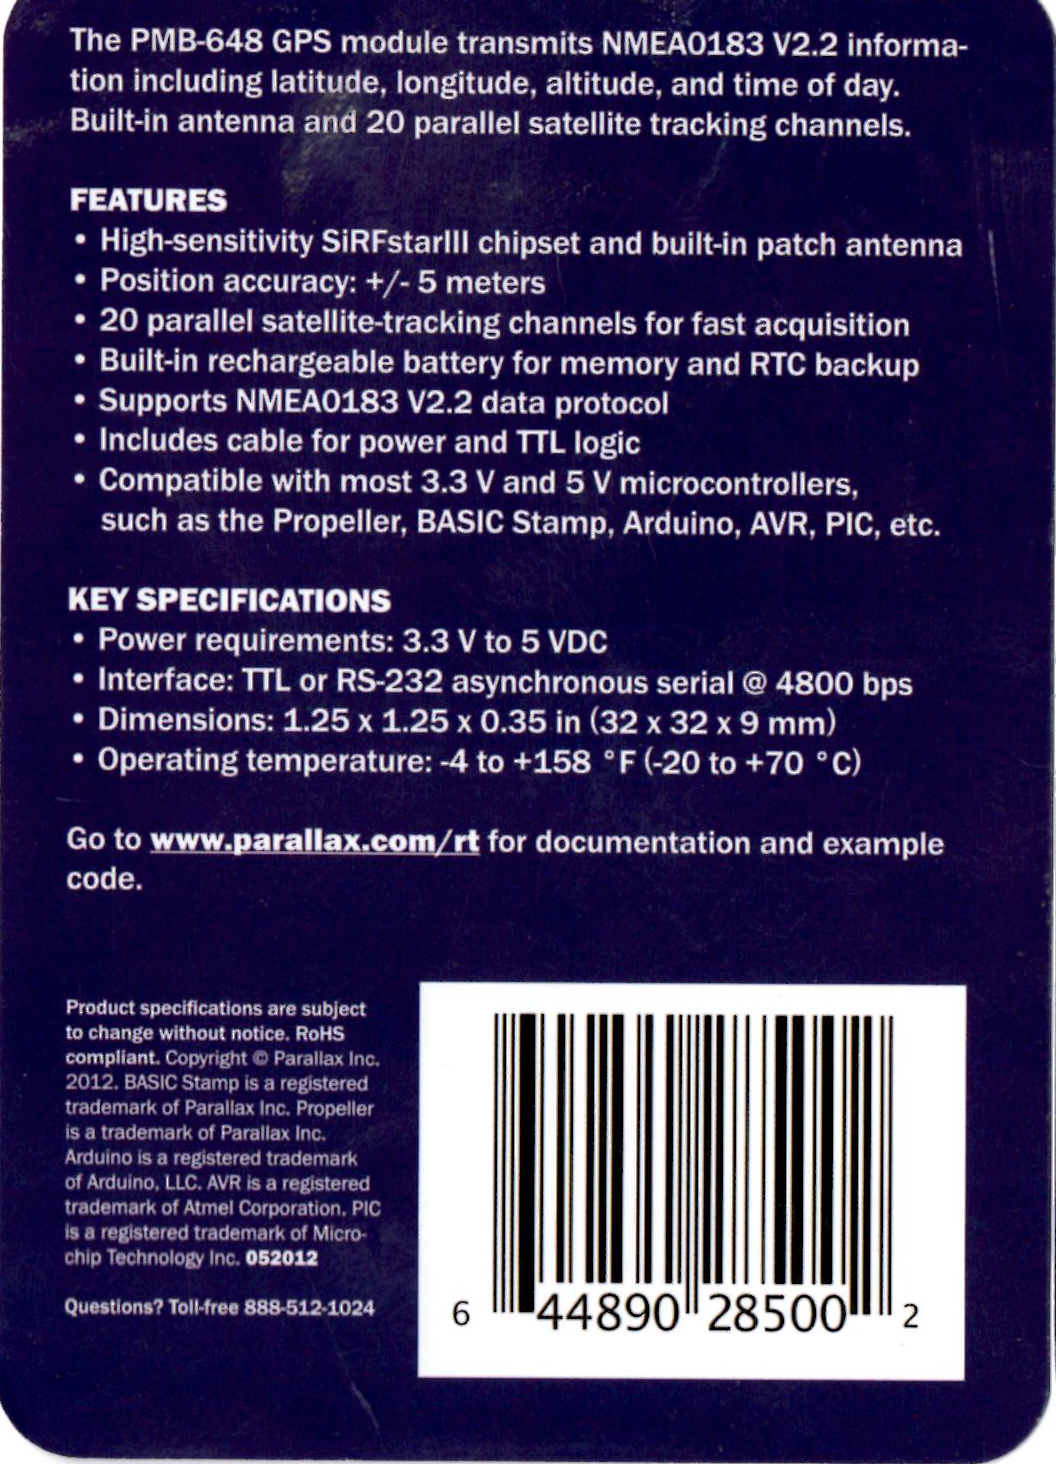 The PMB-648 GPS module transmits NMEA0183 V2.2 informa-
tion including latitude, longitude, altitude, and time of day.
Built-in antenna and 20 parallel satellite tracking channels.
FEATURES
• High-sensitivity SiRFstarIII chipset and built-in patch antenna
• Position accuracy: +/- 5 meters
• 20 parallel satellite-tracking channels for fast acquisition
• Built-in rechargeable battery for memory and RTC backup
• Supports NMEA0183 V2.2 data protocol
• Includes cable for power and TTL logic
• Compatible with most 3.3 V and 5 V microcontrollers,
such as the Propeller, BASIC Stamp, Arduino, AVR, PIC, etc.
KEY SPECIFICATIONS
• Power requirements: 3.3 V to 5 VDC
• Interface: TTL or RS-232 asynchronous serial @ 4800 bps
• Dimensions: 1.25 x 1.25 x 0.35 in (32 x 32 x 9 mm)
• Operating temperature: -4 to +158 °F (-20 to +70 °C)
Go to www.parallax.com/rt for documentation and example
code.
Product specifications are subject
to change without notice. RoHS
compliant. Copyright © Parallax Inc.
2012. BASIC Stamp is a registered
trademark of Parallax Inc. Propeller
is a trademark of Parallax Inc.
Arduino is a registered trademark
of Arduino, LLC. AVR is a registered
trademark of Atmel Corporation. PIC
is a registered trademark of Micro-
chip Technology Inc. 052012
Questions? Toll-free 888-512-1024
6 44890 28500 2